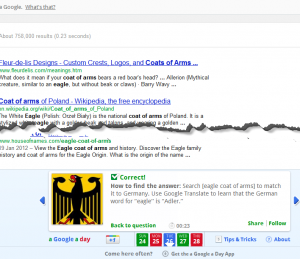 a Google. What's that?
About 758,000 results (0.23 seconds)
Fleur-de-lis Designs - Custom Crests, Logos, and Coats of Arms ...
www.fleurdelis.com/meanings.htm
What does it mean if your coat of arms bears a red boar's head? ... Allerion (Mythical
creature, similar to an eagle, but without beak or claws) · Barry Wavy ...
Coat of arms of Poland - Wikipedia, the free encyclopedia
en.wikipedia.org/wiki/Coat_of_arms_of_Poland
The White Eagle (Polish: Orzeł Biały) is the national coat of arms of Poland. It is a
stylized white eagle with a golden beak and talons, and wearing a golden ...
www.houseofnames.com/eagle-coat-of-arms
23 Jan 2012 – View the Eagle coat of arms and history. Discover the Eagle family
history and coat of arms for the Eagle Origin. What is the origin of the name ...
Correct!
How to find the answer: Search [eagle coat of arms] to match
it to Germany. Use Google Translate to learn that the German
word for "eagle" is "Adler."
Back to question
00:23
Share
Publish
a Google a day
+1
SUN 24
MON 25
TUE 26
WED 27
THU 28
Tips & Tricks
About
Come here often?
Get the a Google a Day App